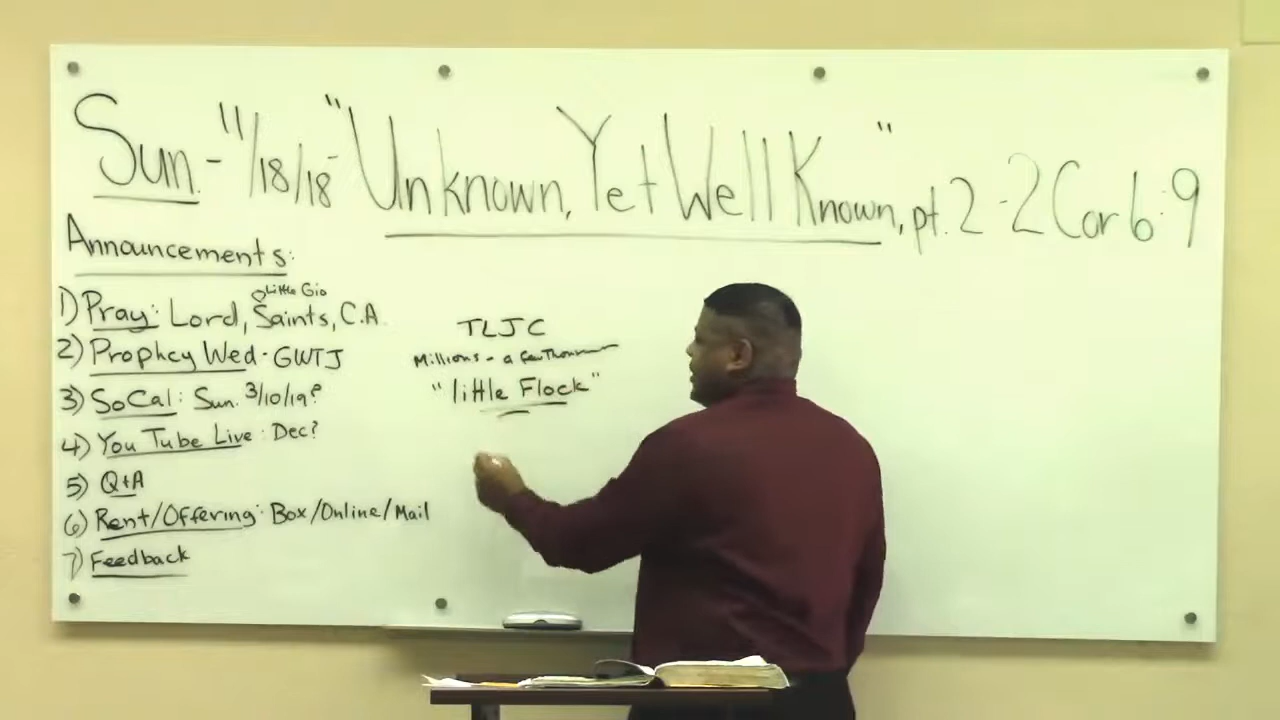 Sun. - 11/18/18 - "Unknown, Yet Well Known", pt. 2 - 2 Cor 6:9
Announcements:
Little Gio
1) Pray: Lord, Saints, C.A.
2) Prophcy Wed - GWTJ
3) SoCal: Sun. 3/10/19?
4) You Tube Live: Dec?
5) Q+A
6) Rent/Offering: Box/Online/Mail
7) Feedback
TLJC
Millions - a few
"little Flock"